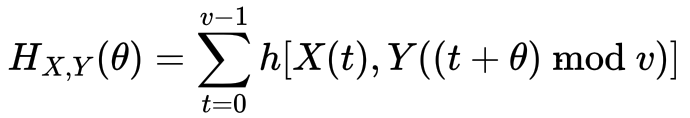 H_{X,Y}(θ) = \sum_{t=0}^{v-1} h[X(t), Y((t + θ) mod v)]